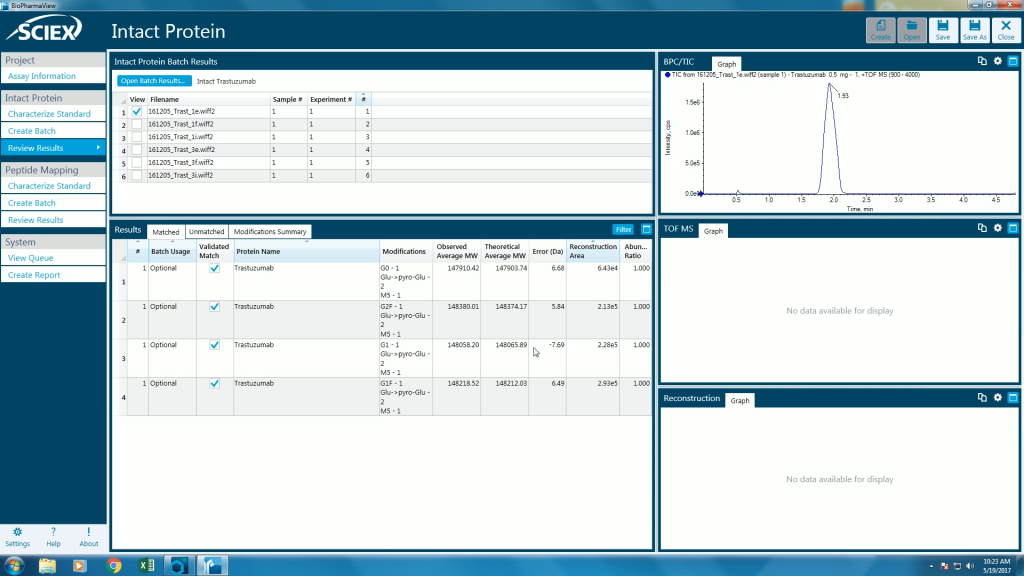 BioPharmaView
SCIEX
Intact Protein
Create
Open
Save
Save As
Close
Project
Assay Information
Intact Protein
Characterize Standard
Create Batch
Review Results
Peptide Mapping
Characterize Standard
Create Batch
Review Results
System
View Queue
Create Report
Settings
Help
About
Intact Protein Batch Results
Open Batch Results... Intact Trastuzumab
View Filename Sample # Experiment # #
1 161205_Trast_1e.wiff2 1 1 1
2 161205_Trast_1f.wiff2 1 1 2
3 161205_Trast_1i.wiff2 1 1 3
4 161205_Trast_3e.wiff2 1 1 4
5 161205_Trast_3f.wiff2 1 1 5
6 161205_Trast_3i.wiff2 1 1 6
Results Matched Unmatched Modifications Summary Filter
# Batch Usage Validated Match Protein Name Modifications Observed Average MW Theoretical Average MW Error (Da) Reconstruction Area Abun... Ratio
1 1 Optional Trastuzumab G0 - 1 147910.42 147903.74 6.68 6.43e4 1.000
Glu->pyro-Glu -
2
M5 - 1
2 1 Optional Trastuzumab G2F - 1 148380.01 148374.17 5.84 2.13e5 1.000
Glu->pyro-Glu -
2
M5 - 1
3 1 Optional Trastuzumab G1 - 1 148058.20 148065.89 -7.69 2.28e5 1.000
Glu->pyro-Glu -
2
M5 - 1
4 1 Optional Trastuzumab G1F - 1 148218.52 148212.03 6.49 2.93e5 1.000
Glu->pyro-Glu -
2
M5 - 1
BPC/TIC Graph
TIC from 161205_Trast_1e.wiff2 (sample 1) - Trastuzumab 0.5 mg - 1, +TOF MS (900 - 4000)
1.93
1.5e6
1.0e6
5.0e5
0.0e0
Intensity, cps
0.5 1.0 1.5 2.0 2.5 3.0 3.5 4.0 4.5
Time, min
TOF MS Graph
No data available for display
Reconstruction Graph
No data available for display
10:23 AM
5/19/2017